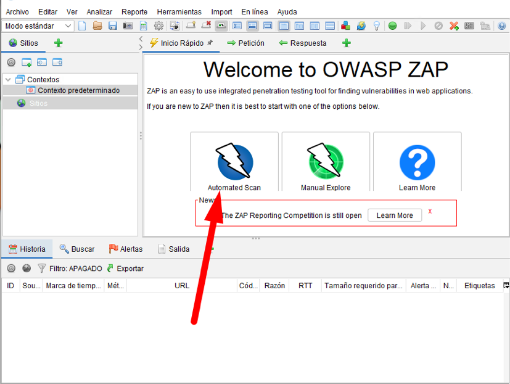 Archivo Editar Ver Analizar Reporte Herramientas Import En línea Ayuda
Modo estándar
Sitios
Inicio Rápido Petición Respuesta
Contextos
Contexto predeterminado
Sitios
Welcome to OWASP ZAP
ZAP is an easy to use integrated penetration testing tool for finding vulnerabilities in web applications.
If you are new to ZAP then it is best to start with one of the options below.
Automated Scan Manual Explore Learn More
News
The ZAP Reporting Competition is still open Learn More X
Historia Buscar Alertas Salida
Filtro: APAGADO Exportar
ID Sou... Marca de tiemp... Mét... URL Cód... Razón RTT Tamaño requerido par... Alerta ... N... Etiquetas